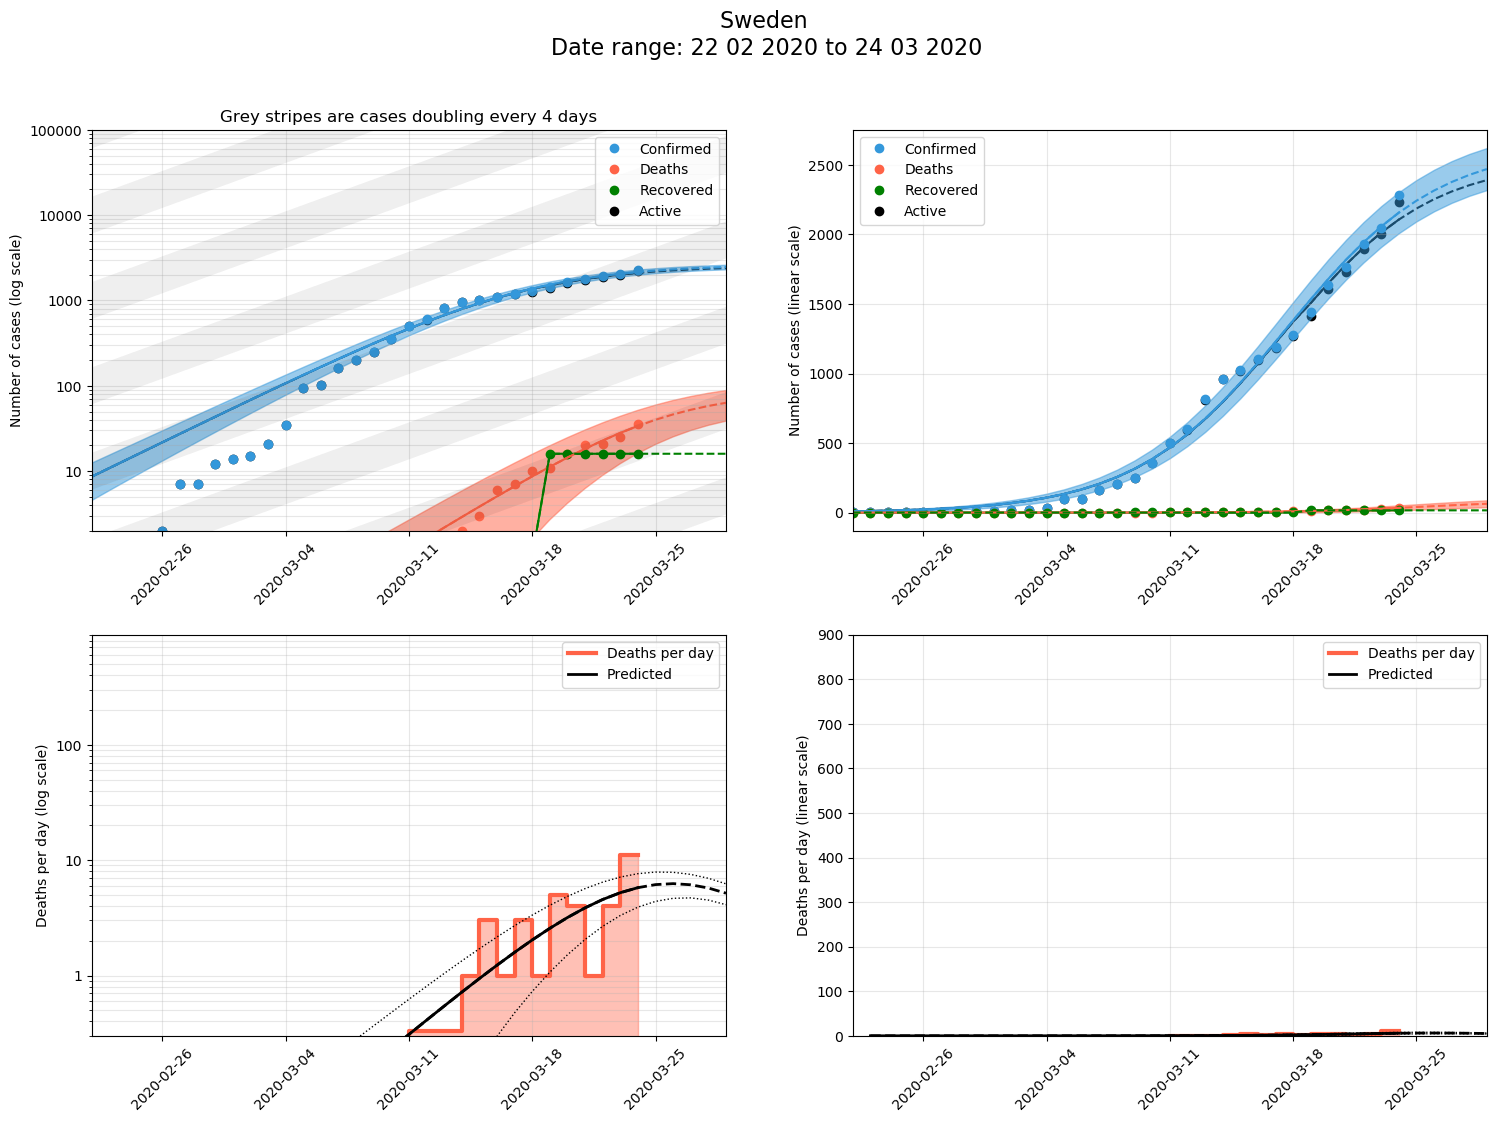 Sweden
Date range: 22 02 2020 to 24 03 2020
Grey stripes are cases doubling every 4 days
Number of cases (log scale)
100000
10000
1000
100
10
Confirmed
Deaths
Recovered
Active
2020-02-26
2020-03-04
2020-03-11
2020-03-18
2020-03-25
Number of cases (linear scale)
2500
2000
1500
1000
500
0
Confirmed
Deaths
Recovered
Active
2020-02-26
2020-03-04
2020-03-11
2020-03-18
2020-03-25
Deaths per day (log scale)
100
10
1
Deaths per day
Predicted
2020-02-26
2020-03-04
2020-03-11
2020-03-18
2020-03-25
Deaths per day (linear scale)
900
800
700
600
500
400
300
200
100
0
Deaths per day
Predicted
2020-02-26
2020-03-04
2020-03-11
2020-03-18
2020-03-25